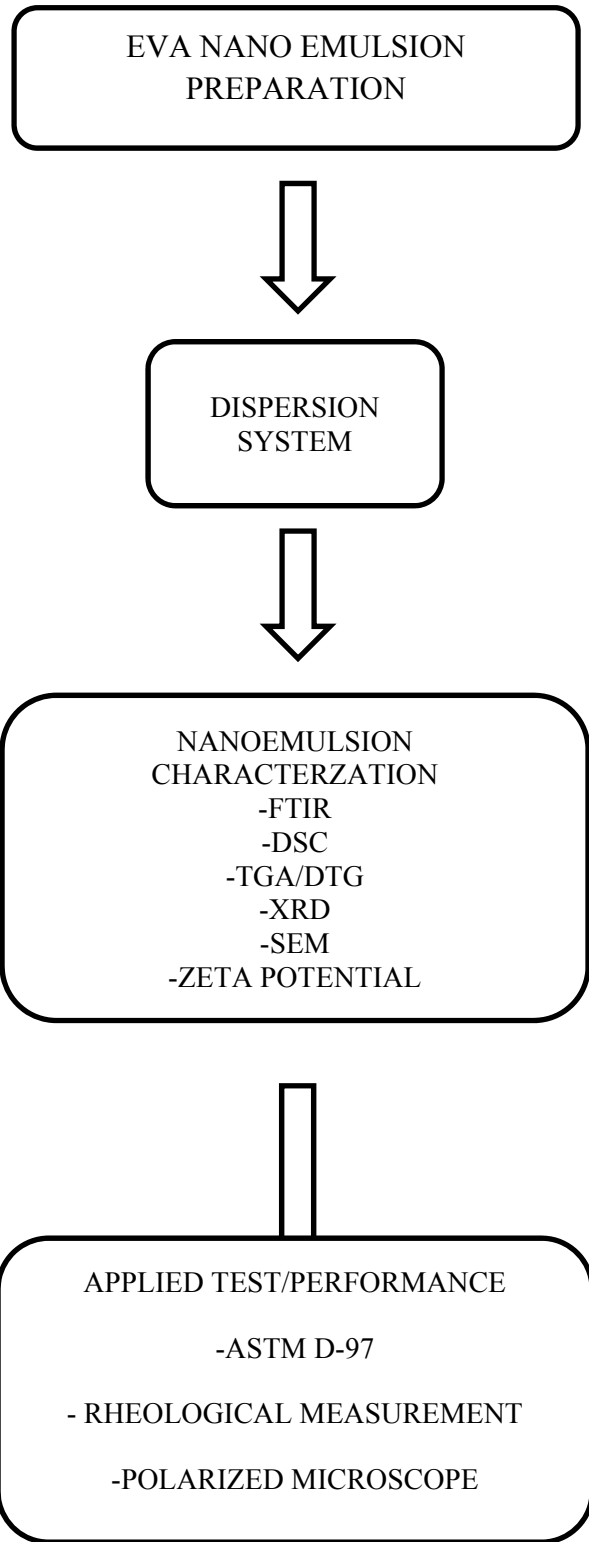 EVA NANO EMULSION
PREPARATION
DISPERSION
SYSTEM
NANOEMULSION
CHARACTERZATION
-FTIR
-DSC
-TGA/DTG
-XRD
-SEM
-ZETA POTENTIAL
APPLIED TEST/PERFORMANCE
-ASTM D-97
- RHEOLOGICAL MEASUREMENT
-POLARIZED MICROSCOPE